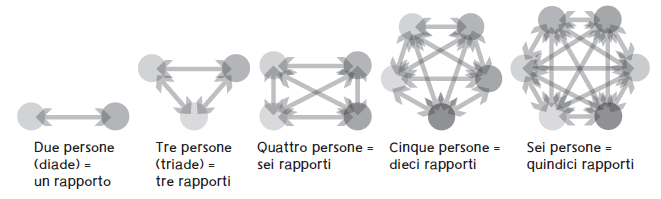 Due persone
(diade) =
un rapporto
Tre persone
(triade) =
tre rapporti
Quattro persone =
sei rapporti
Cinque persone =
dieci rapporti
Sei persone =
quindici rapporti